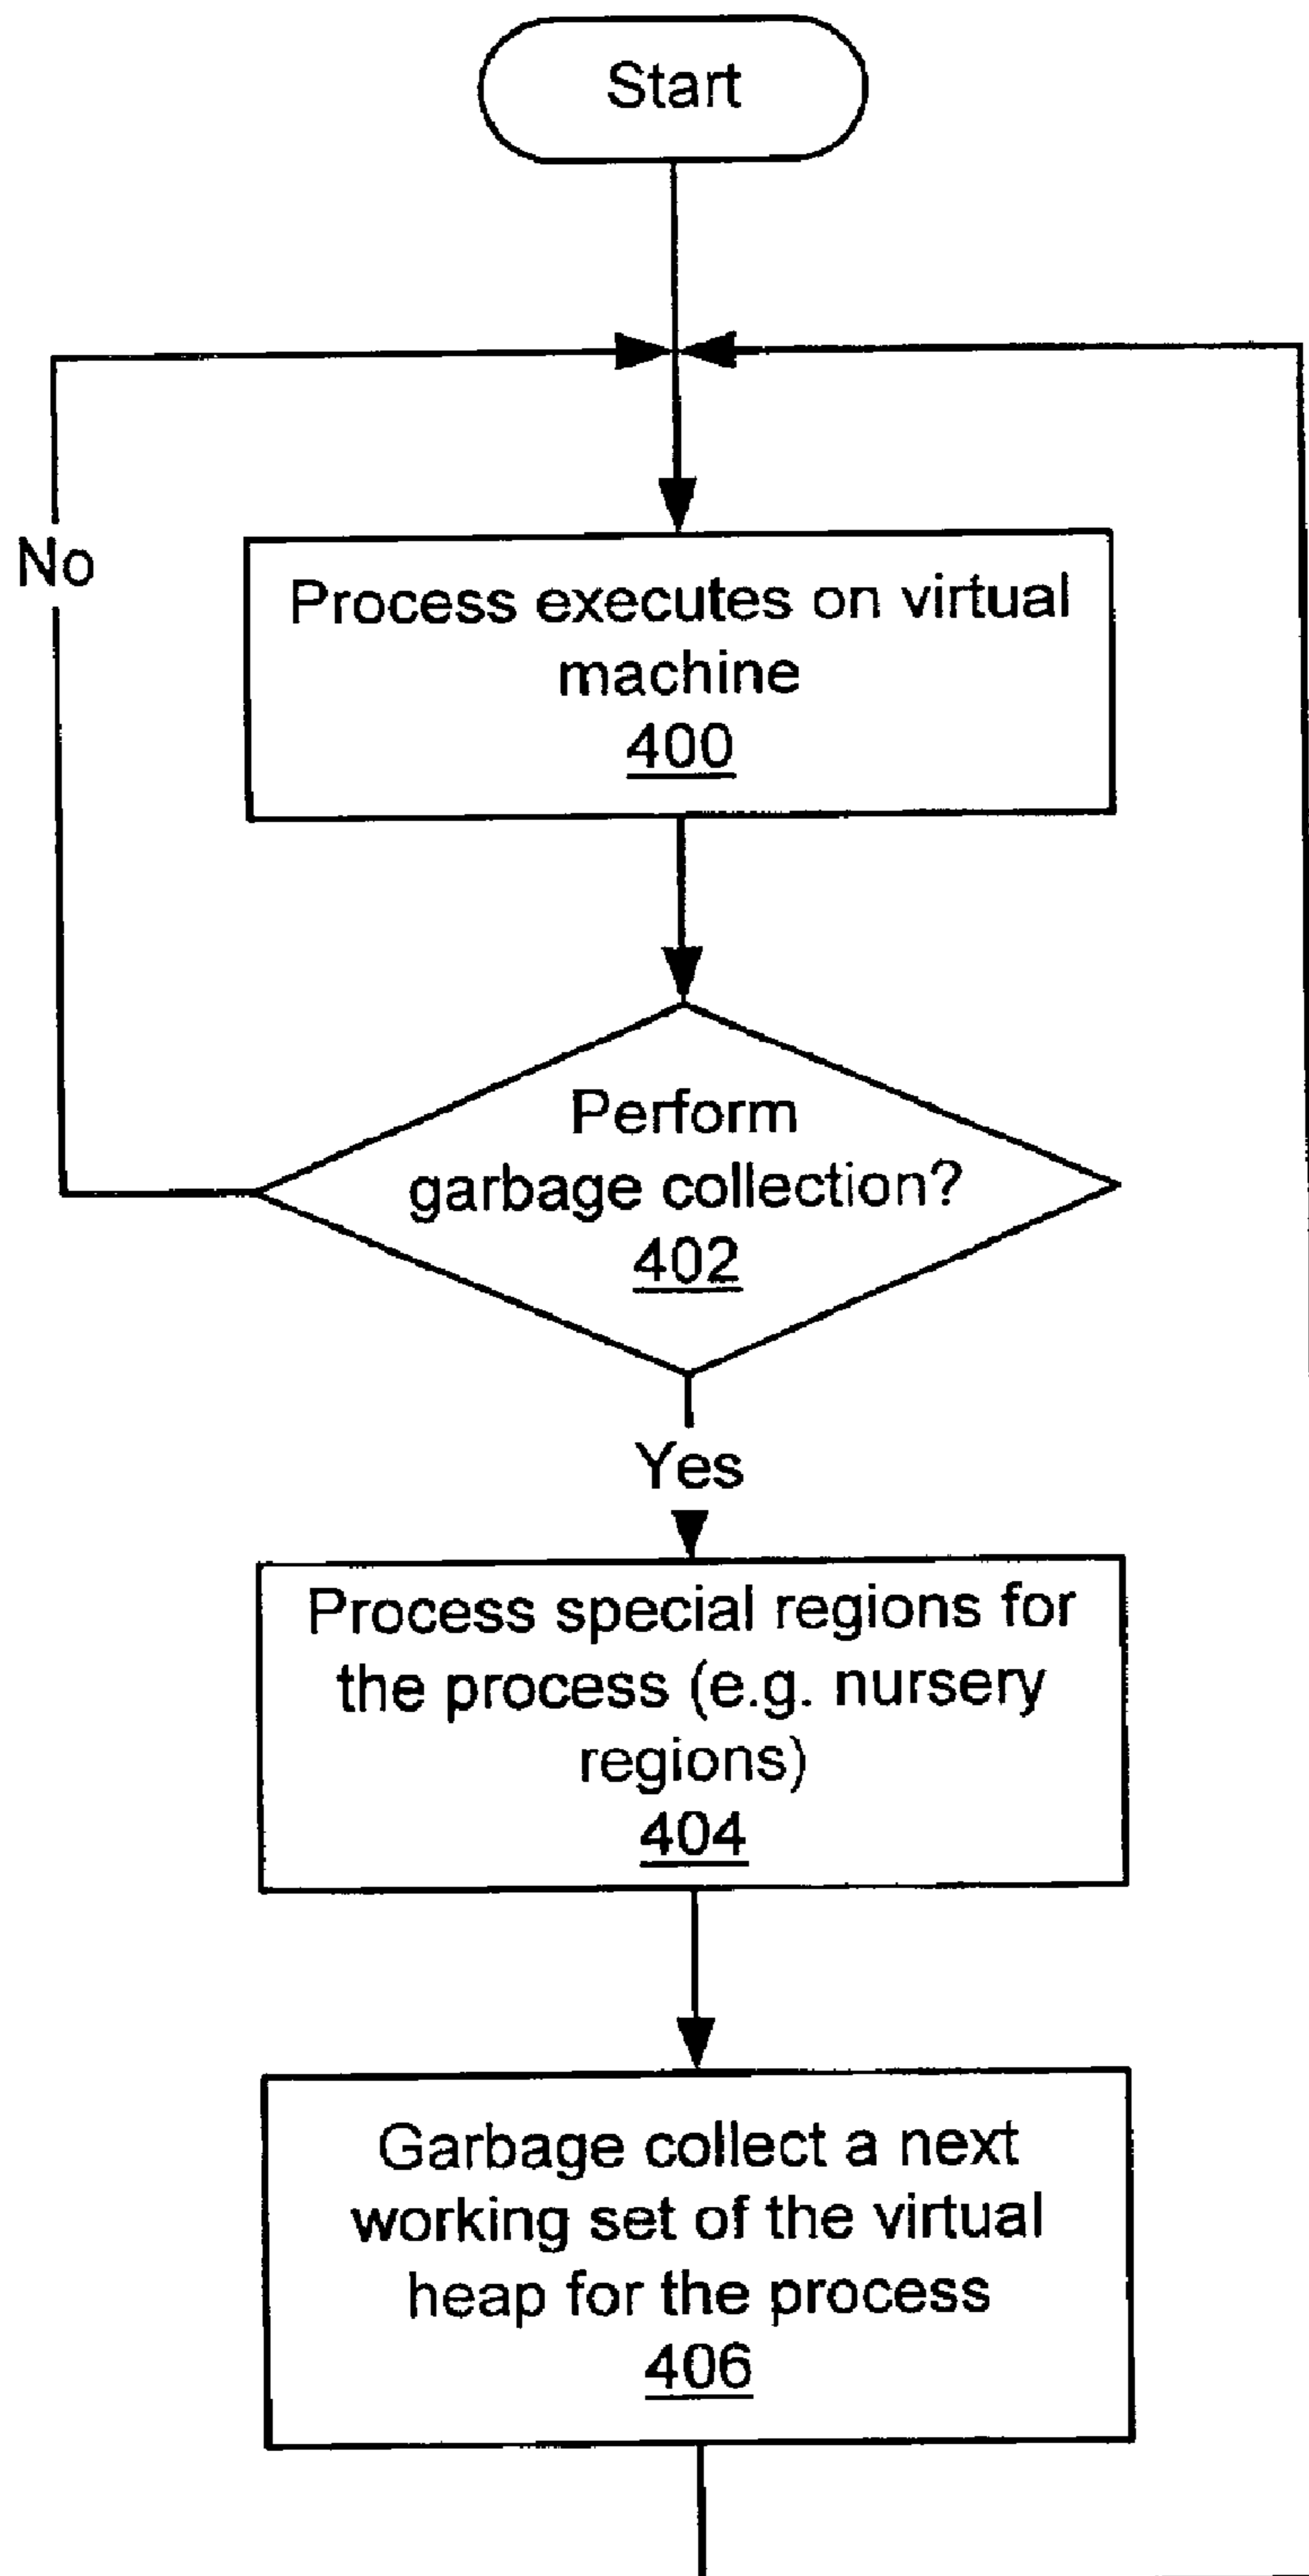 Start
No
Process executes on virtual
machine
400
Perform
garbage collection?
402
Yes
Process special regions for
the process (e.g. nursery
regions)
404
Garbage collect a next
working set of the virtual
heap for the process
406